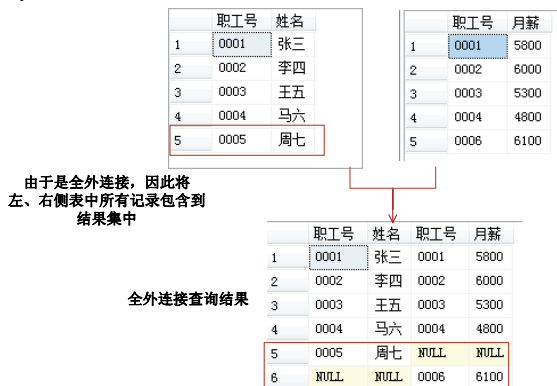 职工号 姓名
1 0001 张三
2 0002 李四
3 0003 王五
4 0004 马六
5 0005 周七
职工号 月薪
1 0001 5800
2 0002 6000
3 0003 5300
4 0004 4800
5 0006 6100
由于是全外连接，因此将
左、右侧表中所有记录包含到
结果集中
全外连接查询结果
职工号 姓名 职工号 月薪
1 0001 张三 0001 5800
2 0002 李四 0002 6000
3 0003 王五 0003 5300
4 0004 马六 0004 4800
5 0005 周七 NULL NULL
6 NULL NULL 0006 6100